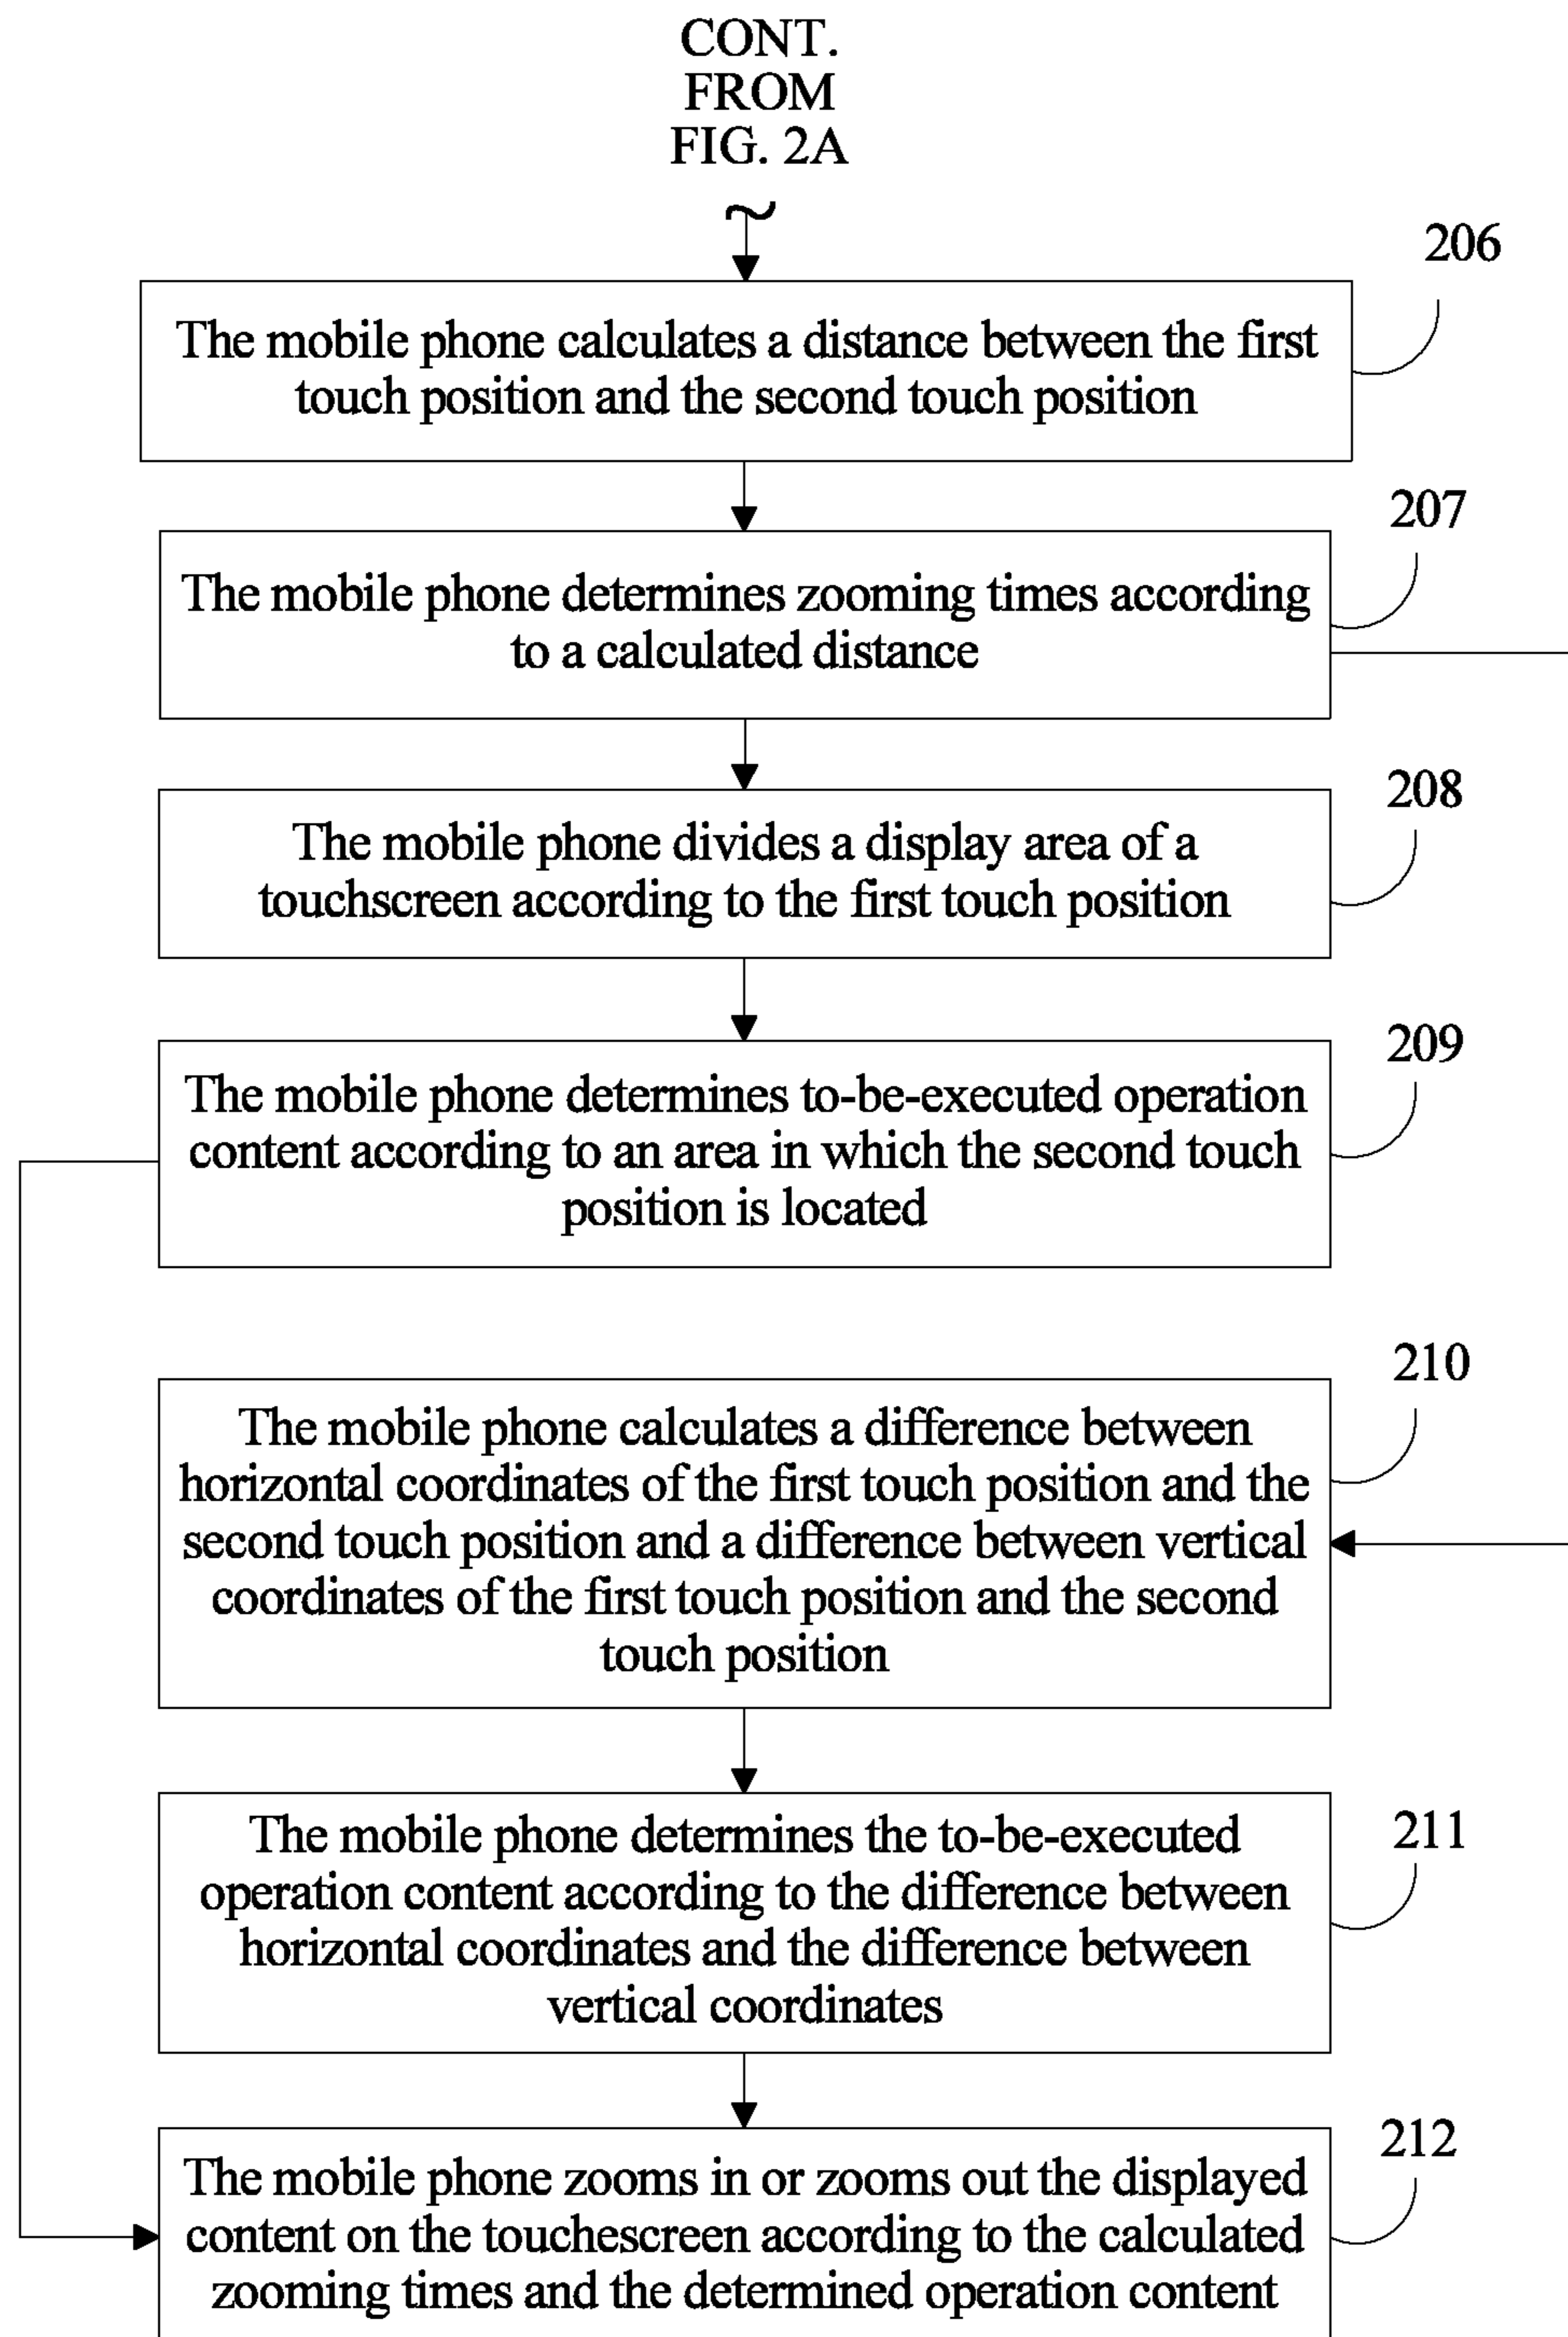 CONT.
FROM
FIG. 2A
206
The mobile phone calculates a distance between the first
touch position and the second touch position
207
The mobile phone determines zooming times according
to a calculated distance
208
The mobile phone divides a display area of a
touchscreen according to the first touch position
209
The mobile phone determines to-be-executed operation
content according to an area in which the second touch
position is located
210
The mobile phone calculates a difference between
horizontal coordinates of the first touch position and the
second touch position and a difference between vertical
coordinates of the first touch position and the second
touch position
211
The mobile phone determines the to-be-executed
operation content according to the difference between
horizontal coordinates and the difference between
vertical coordinates
212
The mobile phone zooms in or zooms out the displayed
content on the touchescreen according to the calculated
zooming times and the determined operation content